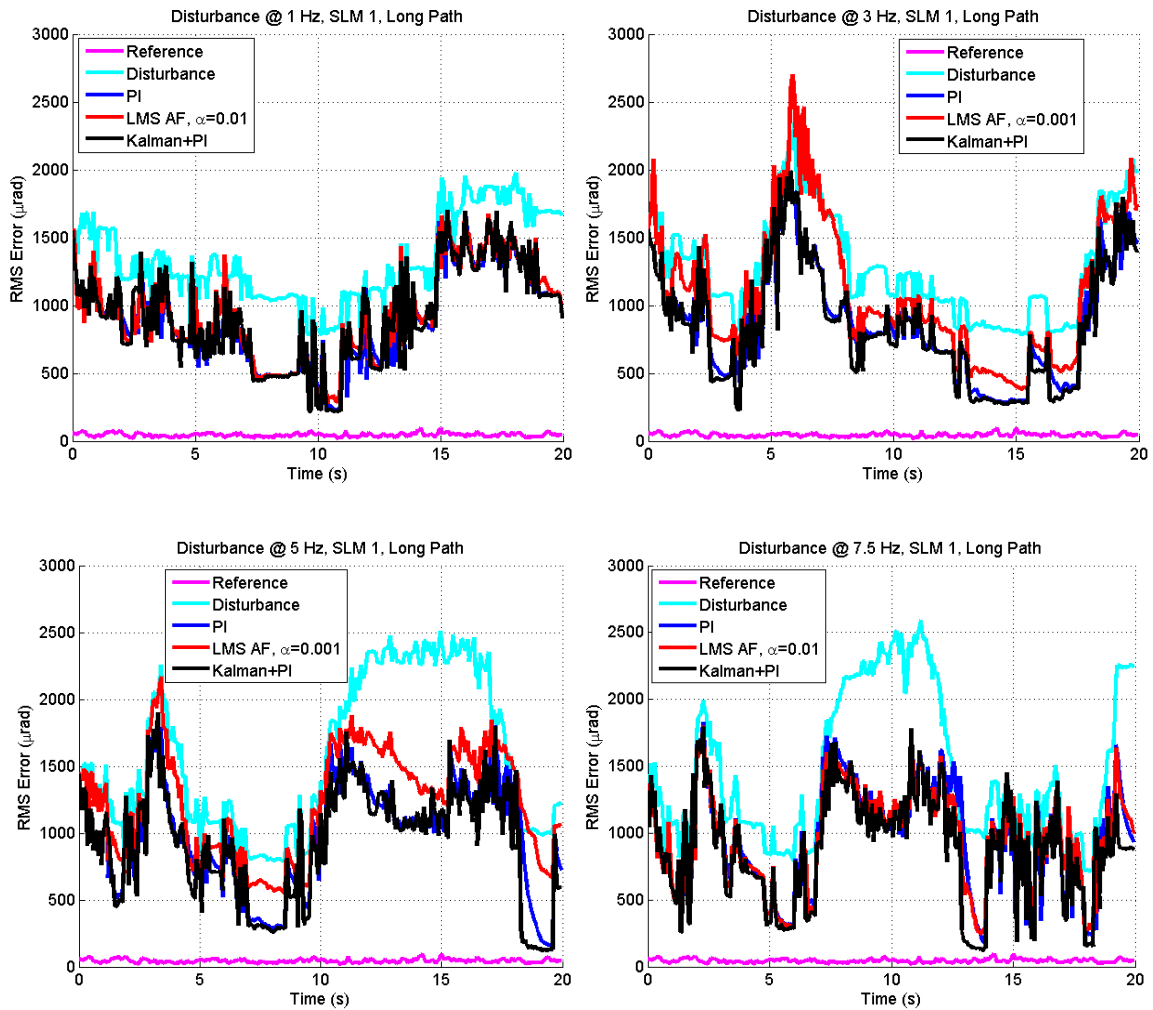 Disturbance @ 1 Hz, SLM 1, Long Path
3000
2500
2000
1500
1000
500
0
RMS Error (μrad)
Reference
Disturbance
PI
LMS AF, α=0.01
Kalman+PI
0 5 10 15 20
Time (s)
Disturbance @ 3 Hz, SLM 1, Long Path
3000
2500
2000
1500
1000
500
0
RMS Error (μrad)
Reference
Disturbance
PI
LMS AF, α=0.001
Kalman+PI
0 5 10 15 20
Time (s)
Disturbance @ 5 Hz, SLM 1, Long Path
3000
2500
2000
1500
1000
500
0
RMS Error (μrad)
Reference
Disturbance
PI
LMS AF, α=0.001
Kalman+PI
0 5 10 15 20
Time (s)
Disturbance @ 7.5 Hz, SLM 1, Long Path
3000
2500
2000
1500
1000
500
0
RMS Error (μrad)
Reference
Disturbance
PI
LMS AF, α=0.01
Kalman+PI
0 5 10 15 20
Time (s)